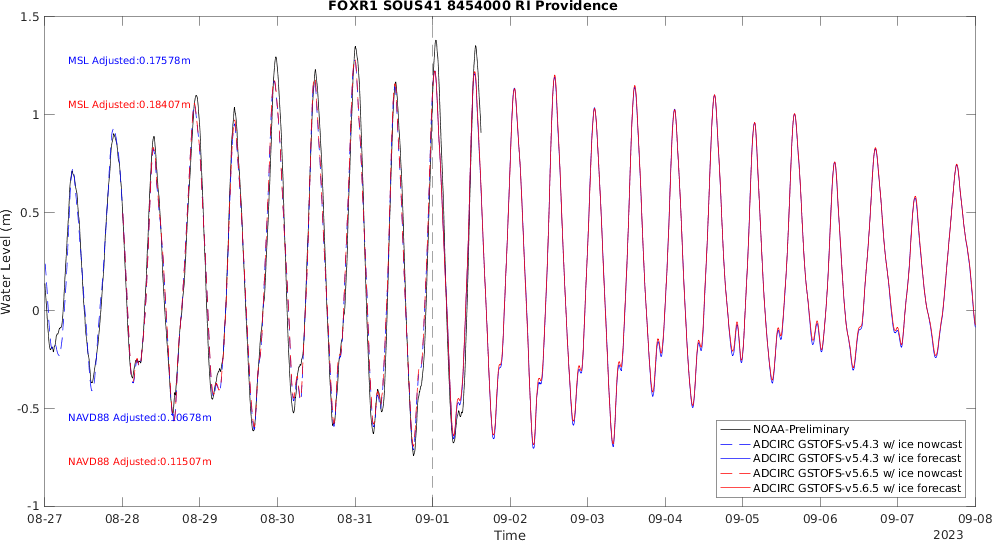 FOXR1 SOUS41 8454000 RI Providence
1.5
MSL Adjusted:0.17578m
MSL Adjusted:0.18407m
1
0.5
Water Level (m)
0
-0.5
NAVD88 Adjusted:0.10678m
NAVD88 Adjusted:0.11507m
NOAA-Preliminary
ADCIRC GSTOFS-v5.4.3 w/ ice nowcast
ADCIRC GSTOFS-v5.4.3 w/ ice forecast
ADCIRC GSTOFS-v5.6.5 w/ ice nowcast
ADCIRC GSTOFS-v5.6.5 w/ ice forecast
-1
08-27 08-28 08-29 08-30 08-31 09-01 09-02 09-03 09-04 09-05 09-06 09-07 09-08
Time
2023